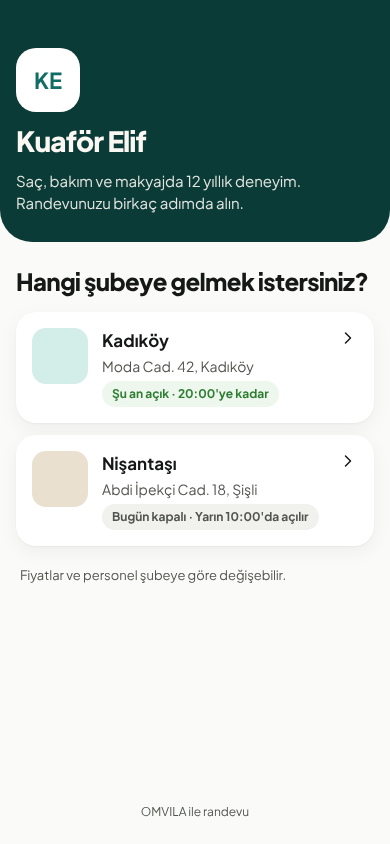 KE
Kuaför Elif
Saç, bakım ve makyajda 12 yıllık deneyim.
Randevunuzu birkaç adımda alın.
Hangi şubeye gelmek istersiniz?
Kadıköy
Moda Cad. 42, Kadıköy
Şu an açık · 20:00'ye kadar
Nişantaşı
Abdi İpekçi Cad. 18, Şişli
Bugün kapalı · Yarın 10:00'da açılır
Fiyatlar ve personel şubeye göre değişebilir.
OMVILA ile randevu